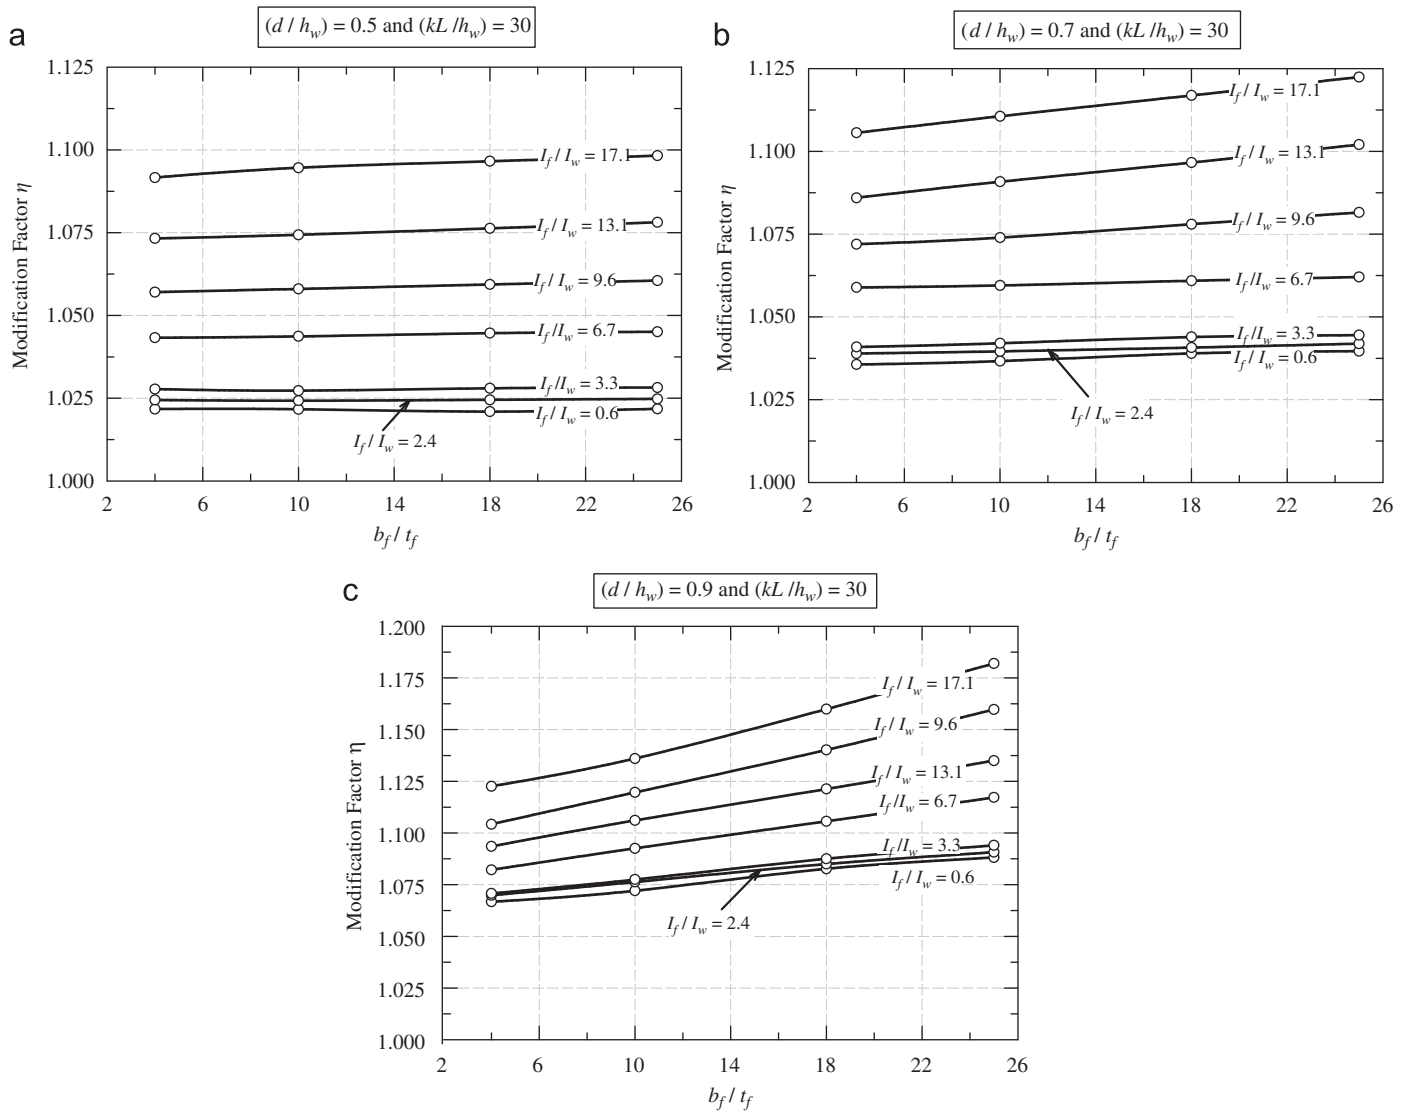 a
(d / h_w) = 0.5 and (kL /h_w) = 30
1.125
1.100
1.075
1.050
1.025
1.000
Modification Factor η
I_f / I_w = 17.1
I_f / I_w = 13.1
I_f / I_w = 9.6
I_f /I_w = 6.7
I_f / I_w = 3.3
I_f / I_w = 0.6
I_f / I_w = 2.4
2 6 10 14 18 22 26
b_f / t_f
b
(d / h_w) = 0.7 and (kL /h_w) = 30
1.125
1.100
1.075
1.050
1.025
1.000
Modification Factor η
I_f / I_w = 17.1
I_f / I_w = 13.1
I_f / I_w = 9.6
I_f /I_w = 6.7
I_f / I_w = 3.3
I_f / I_w = 0.6
I_f / I_w = 2.4
2 6 10 14 18 22 26
b_f / t_f
c
(d / h_w) = 0.9 and (kL /h_w) = 30
1.200
1.175
1.150
1.125
1.100
1.075
1.050
1.025
1.000
Modification Factor η
I_f / I_w = 17.1
I_f / I_w = 9.6
I_f / I_w = 13.1
I_f /I_w = 6.7
I_f /I_w = 3.3
I_f / I_w = 0.6
I_f / I_w = 2.4
2 6 10 14 18 22 26
b_f / t_f